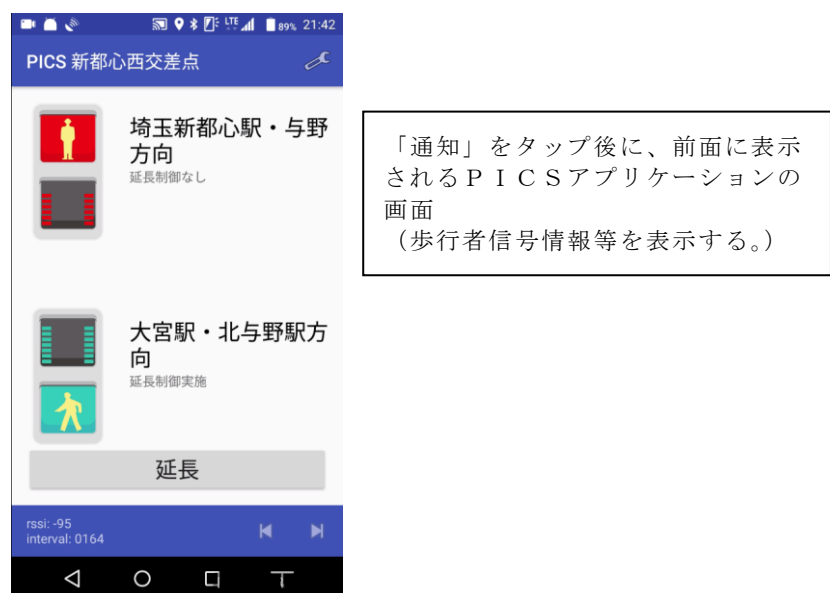 89% 21:42
LTE
PICS 新都心西交差点
埼玉新都心駅・与野
方向
延長制御なし
大宮駅・北与野駅方
向
延長制御実施
延長
rssi: -95
interval: 0164
「通知」をタップ後に、前面に表示
されるＰＩＣＳアプリケーションの
画面
（歩行者信号情報等を表示する。）